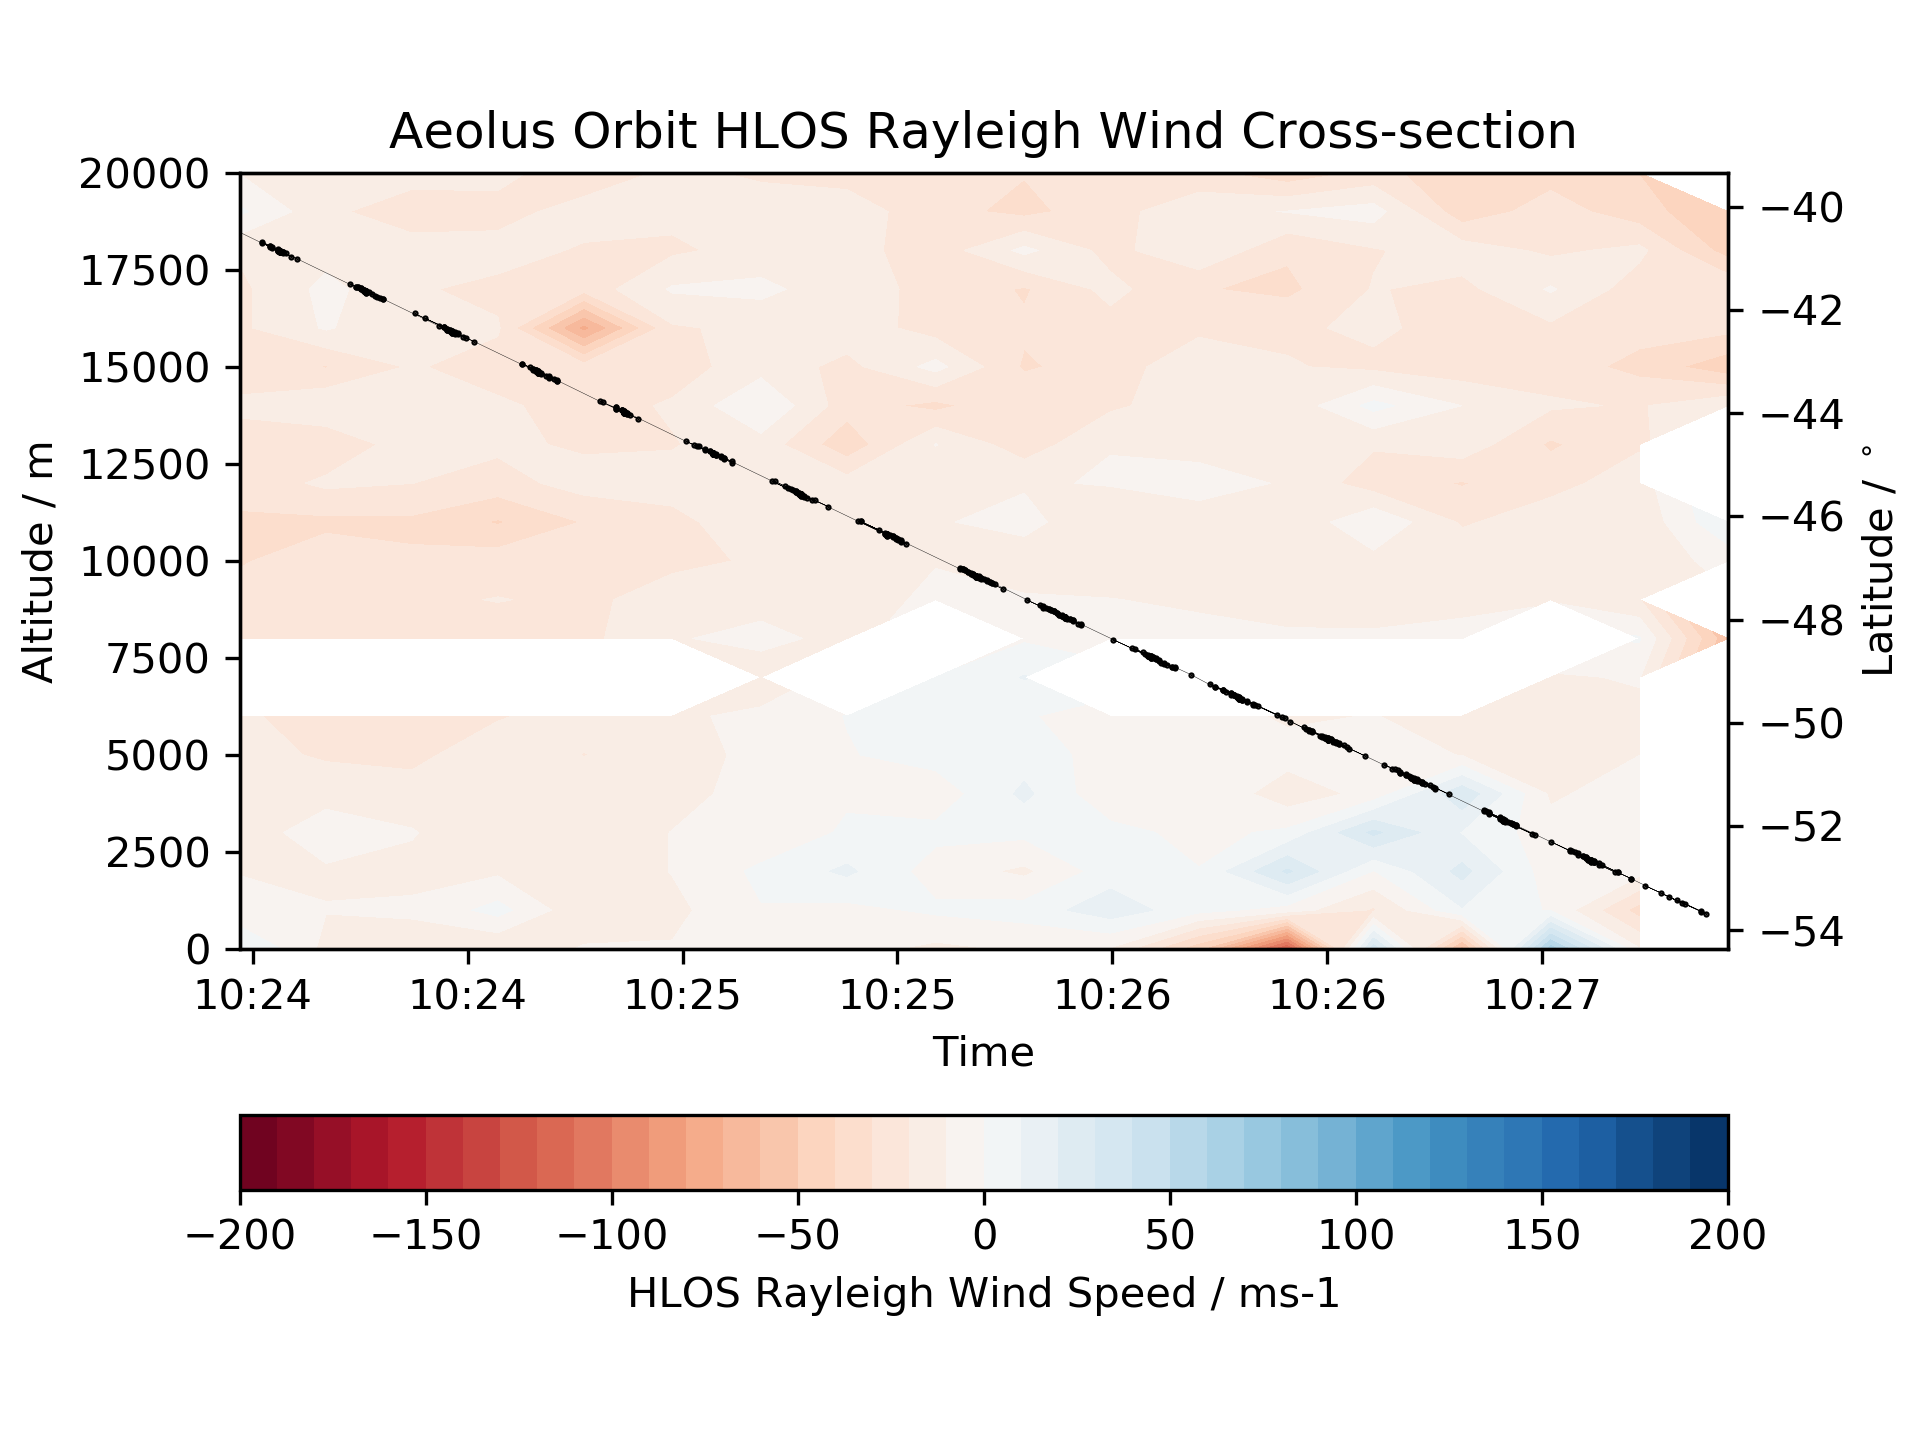 Aeolus Orbit HLOS Rayleigh Wind Cross-section
20000
17500
15000
12500
10000
7500
5000
2500
0
Altitude / m
−40
−42
−44
−46
−48
−50
−52
−54
Latitude / °
10:24 10:24 10:25 10:25 10:26 10:26 10:27
Time
−200 −150 −100 −50 0 50 100 150 200
HLOS Rayleigh Wind Speed / ms-1